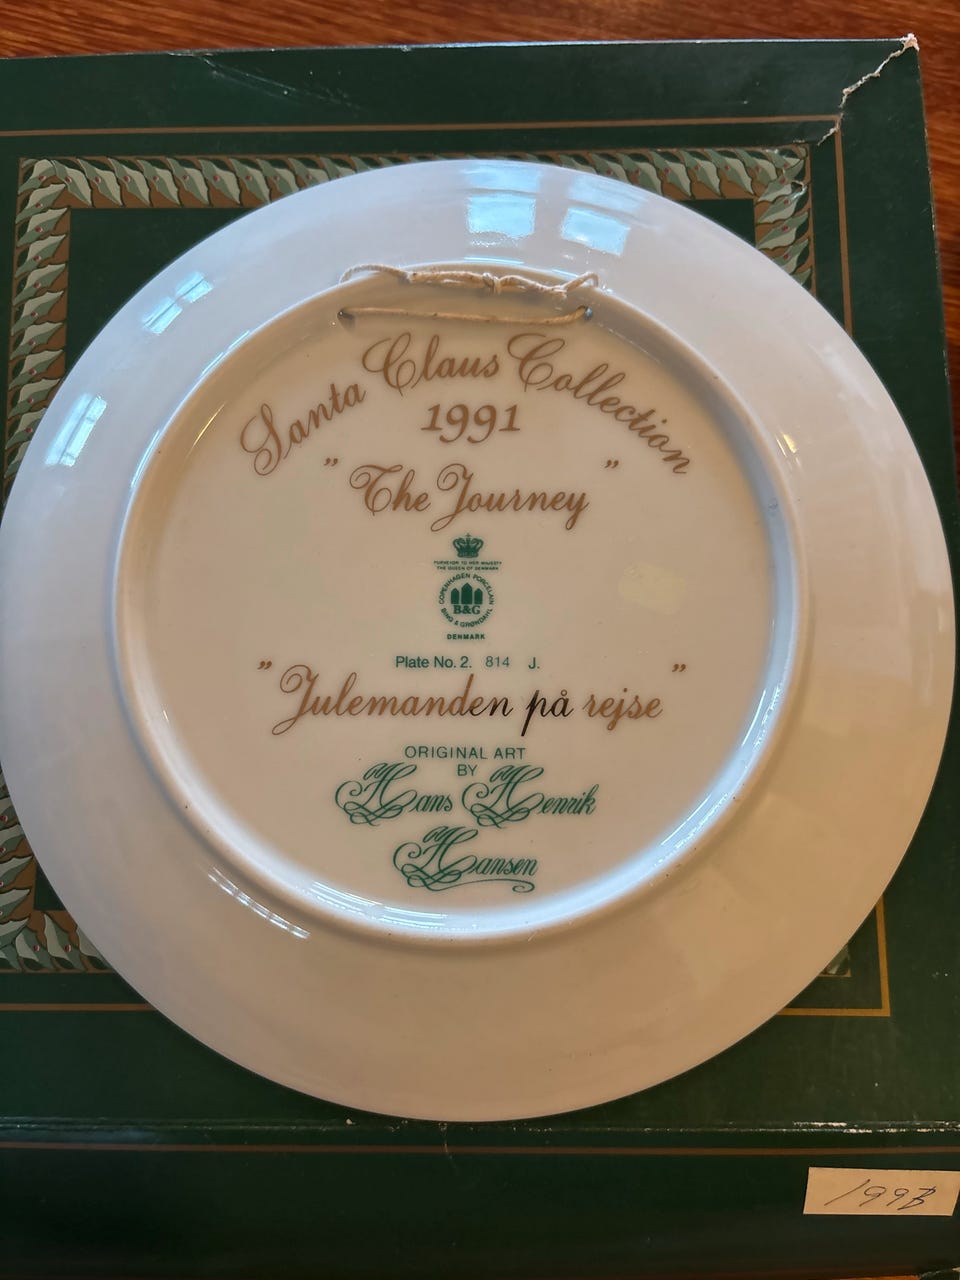 Santa Claus Collection
1991
" The Journey "
PURVEYOR TO HER MAJESTY
THE QUEEN OF DENMARK
COPENHAGEN PORCELAIN
B&G
BING & GRØNDAHL
DENMARK
Plate No. 2. 814 J.
" Julemanden på rejse "
ORIGINAL ART
BY
Hans Henrik
Hansen